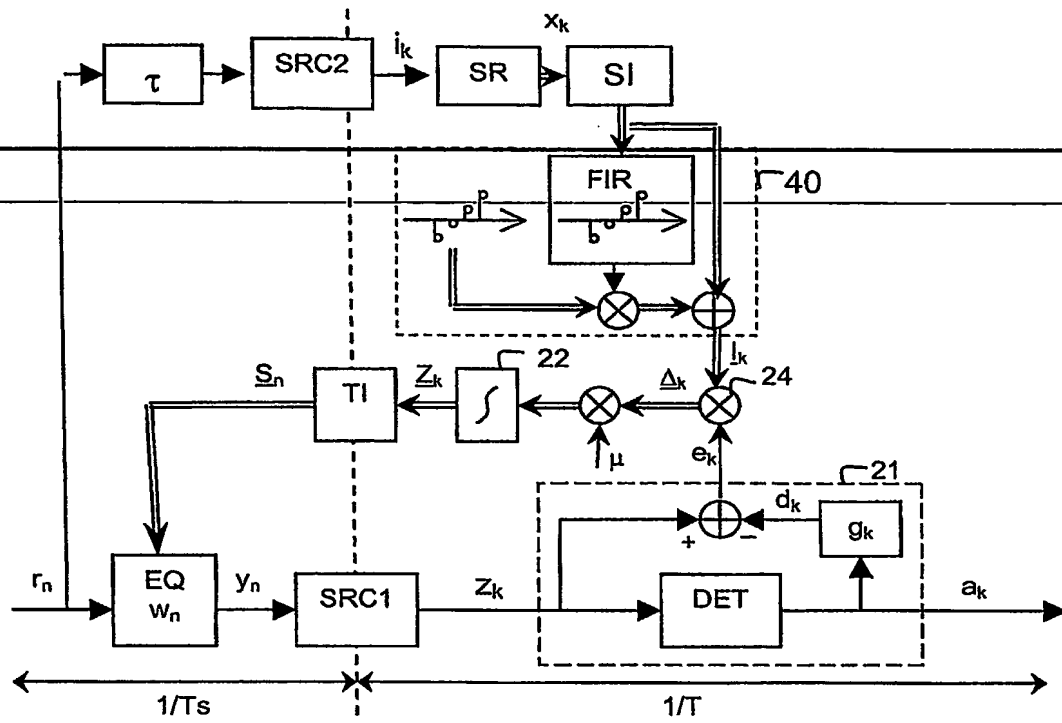 x_k
τ
SRC2
i_k
SR
SI
FIR
40
22
S_n
TI
Z_k
∫
Δ_k
i_k
24
μ
e_k
21
d_k
g_k
+
−
r_n
EQ
w_n
y_n
SRC1
z_k
DET
a_k
1/Ts
1/T